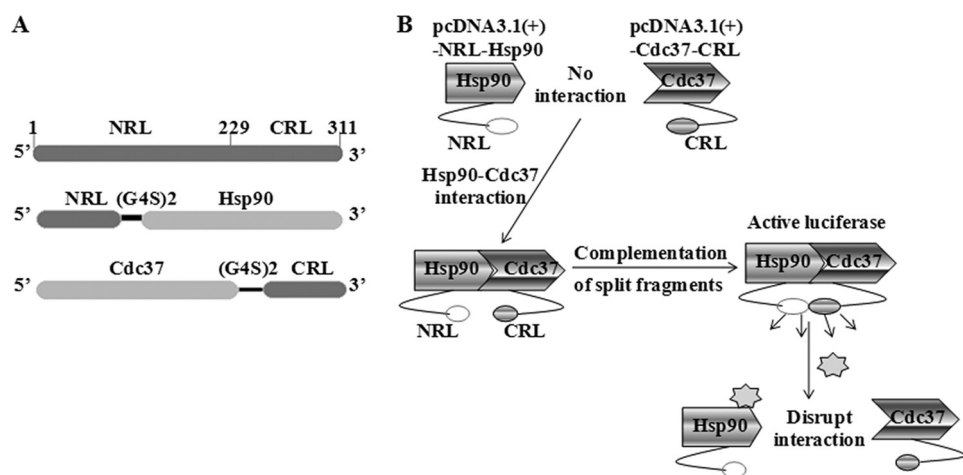 A
1 NRL 229 CRL 311
5’ 3’
NRL (G4S)2 Hsp90
5’ 3’
Cdc37 (G4S)2 CRL
5’ 3’
B
pcDNA3.1(+)
-NRL-Hsp90
pcDNA3.1(+)
-Cdc37-CRL
Hsp90
No
interaction
Cdc37
NRL
CRL
Hsp90-Cdc37
interaction
Hsp90 Cdc37
NRL CRL
Complementation
of split fragments
Active luciferase
Hsp90 Cdc37
Hsp90
Disrupt
interaction
Cdc37